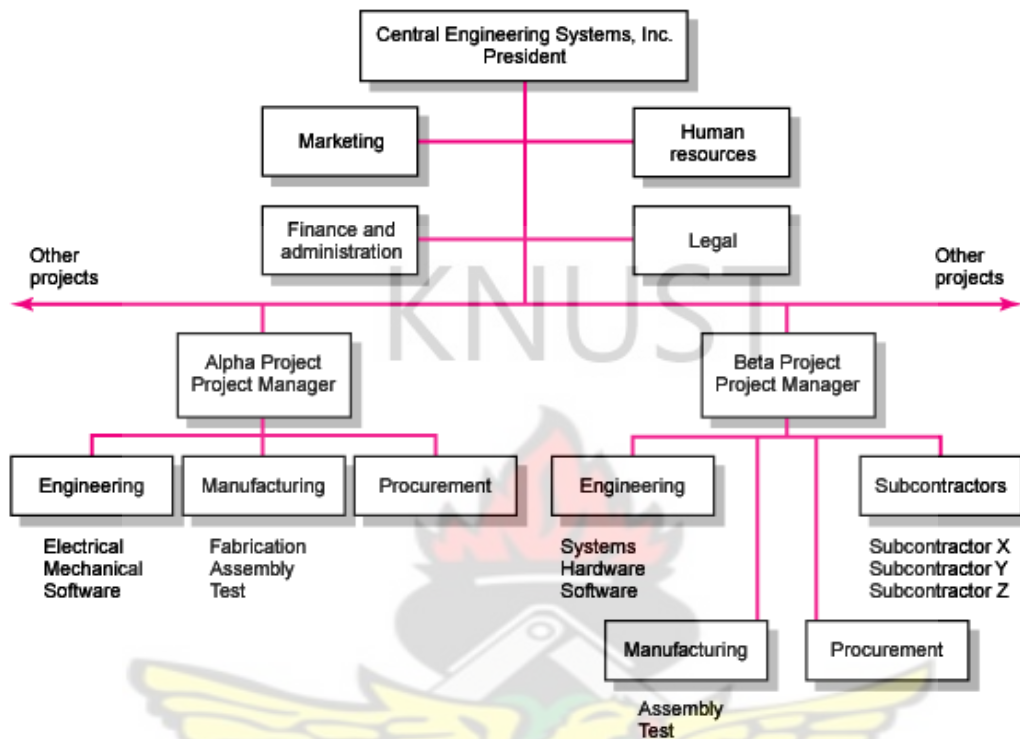 Central Engineering Systems, Inc.
President
Marketing
Human
resources
Finance and
administration
Legal
Other
projects
Other
projects
KNUST
Alpha Project
Project Manager
Beta Project
Project Manager
Engineering
Manufacturing
Procurement
Engineering
Subcontractors
Electrical
Mechanical
Software
Fabrication
Assembly
Test
Systems
Hardware
Software
Subcontractor X
Subcontractor Y
Subcontractor Z
Manufacturing
Procurement
Assembly
Test